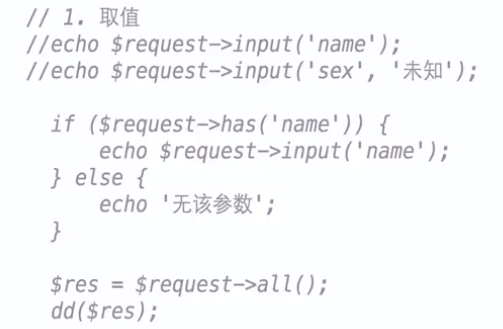 // 1. 取值
//echo $request->input('name');
//echo $request->input('sex', '未知');
if ($request->has('name')) {
echo $request->input('name');
} else {
echo '无该参数';
}
$res = $request->all();
dd($res);